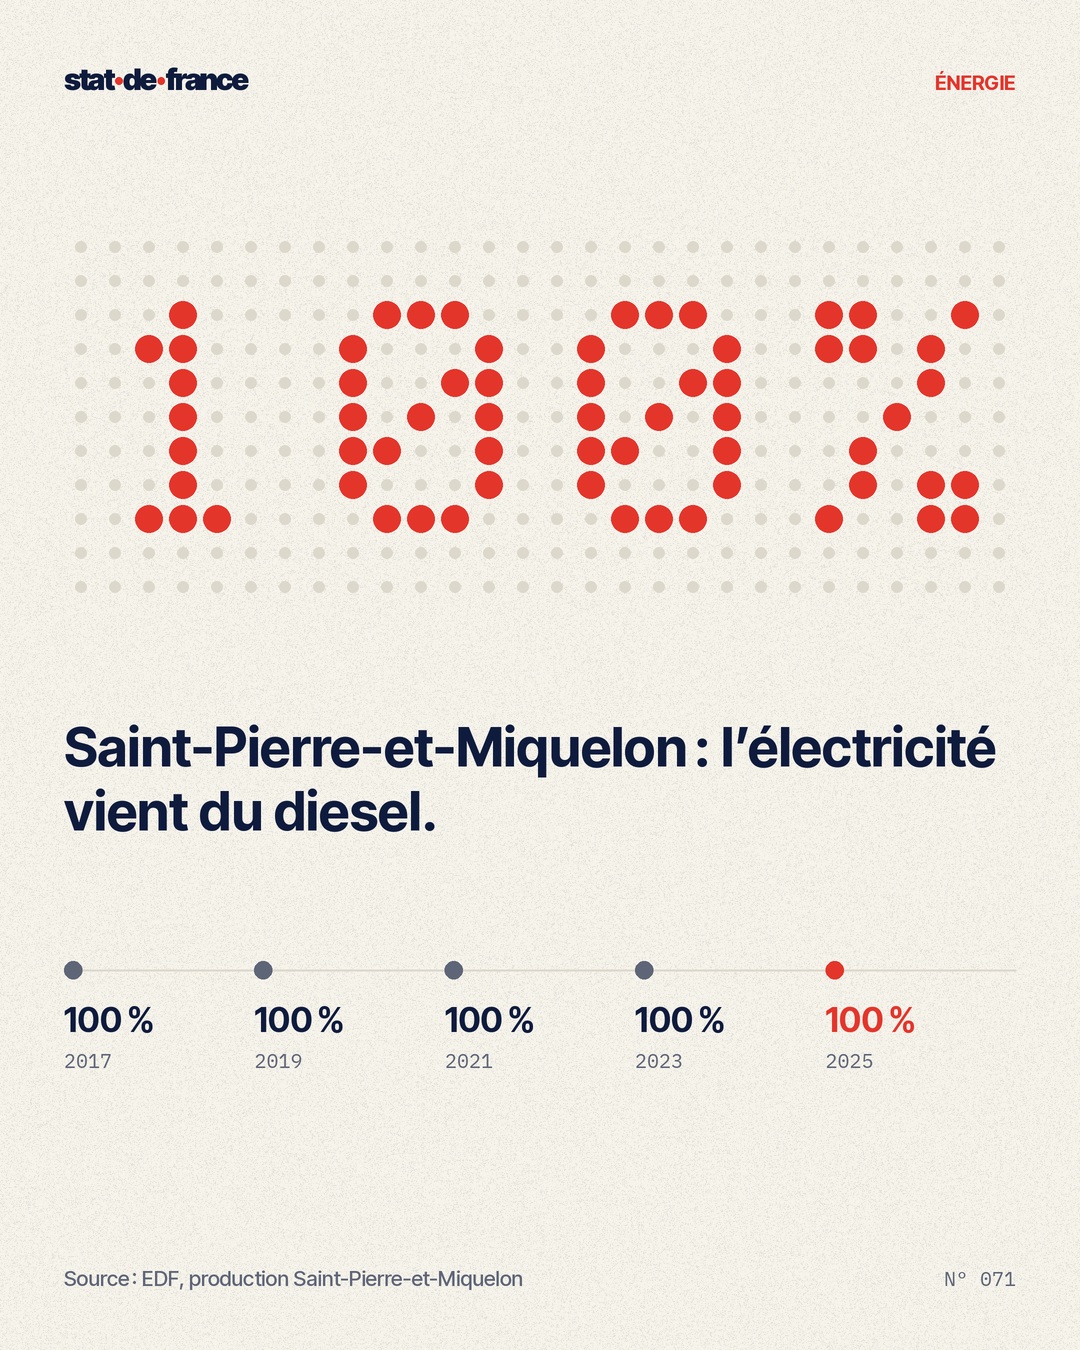 stat•de•france
ÉNERGIE
100%
Saint-Pierre-et-Miquelon : l’électricité
vient du diesel.
100 % 100 % 100 % 100 % 100 %
2017 2019 2021 2023 2025
Source : EDF, production Saint-Pierre-et-Miquelon
N° 071